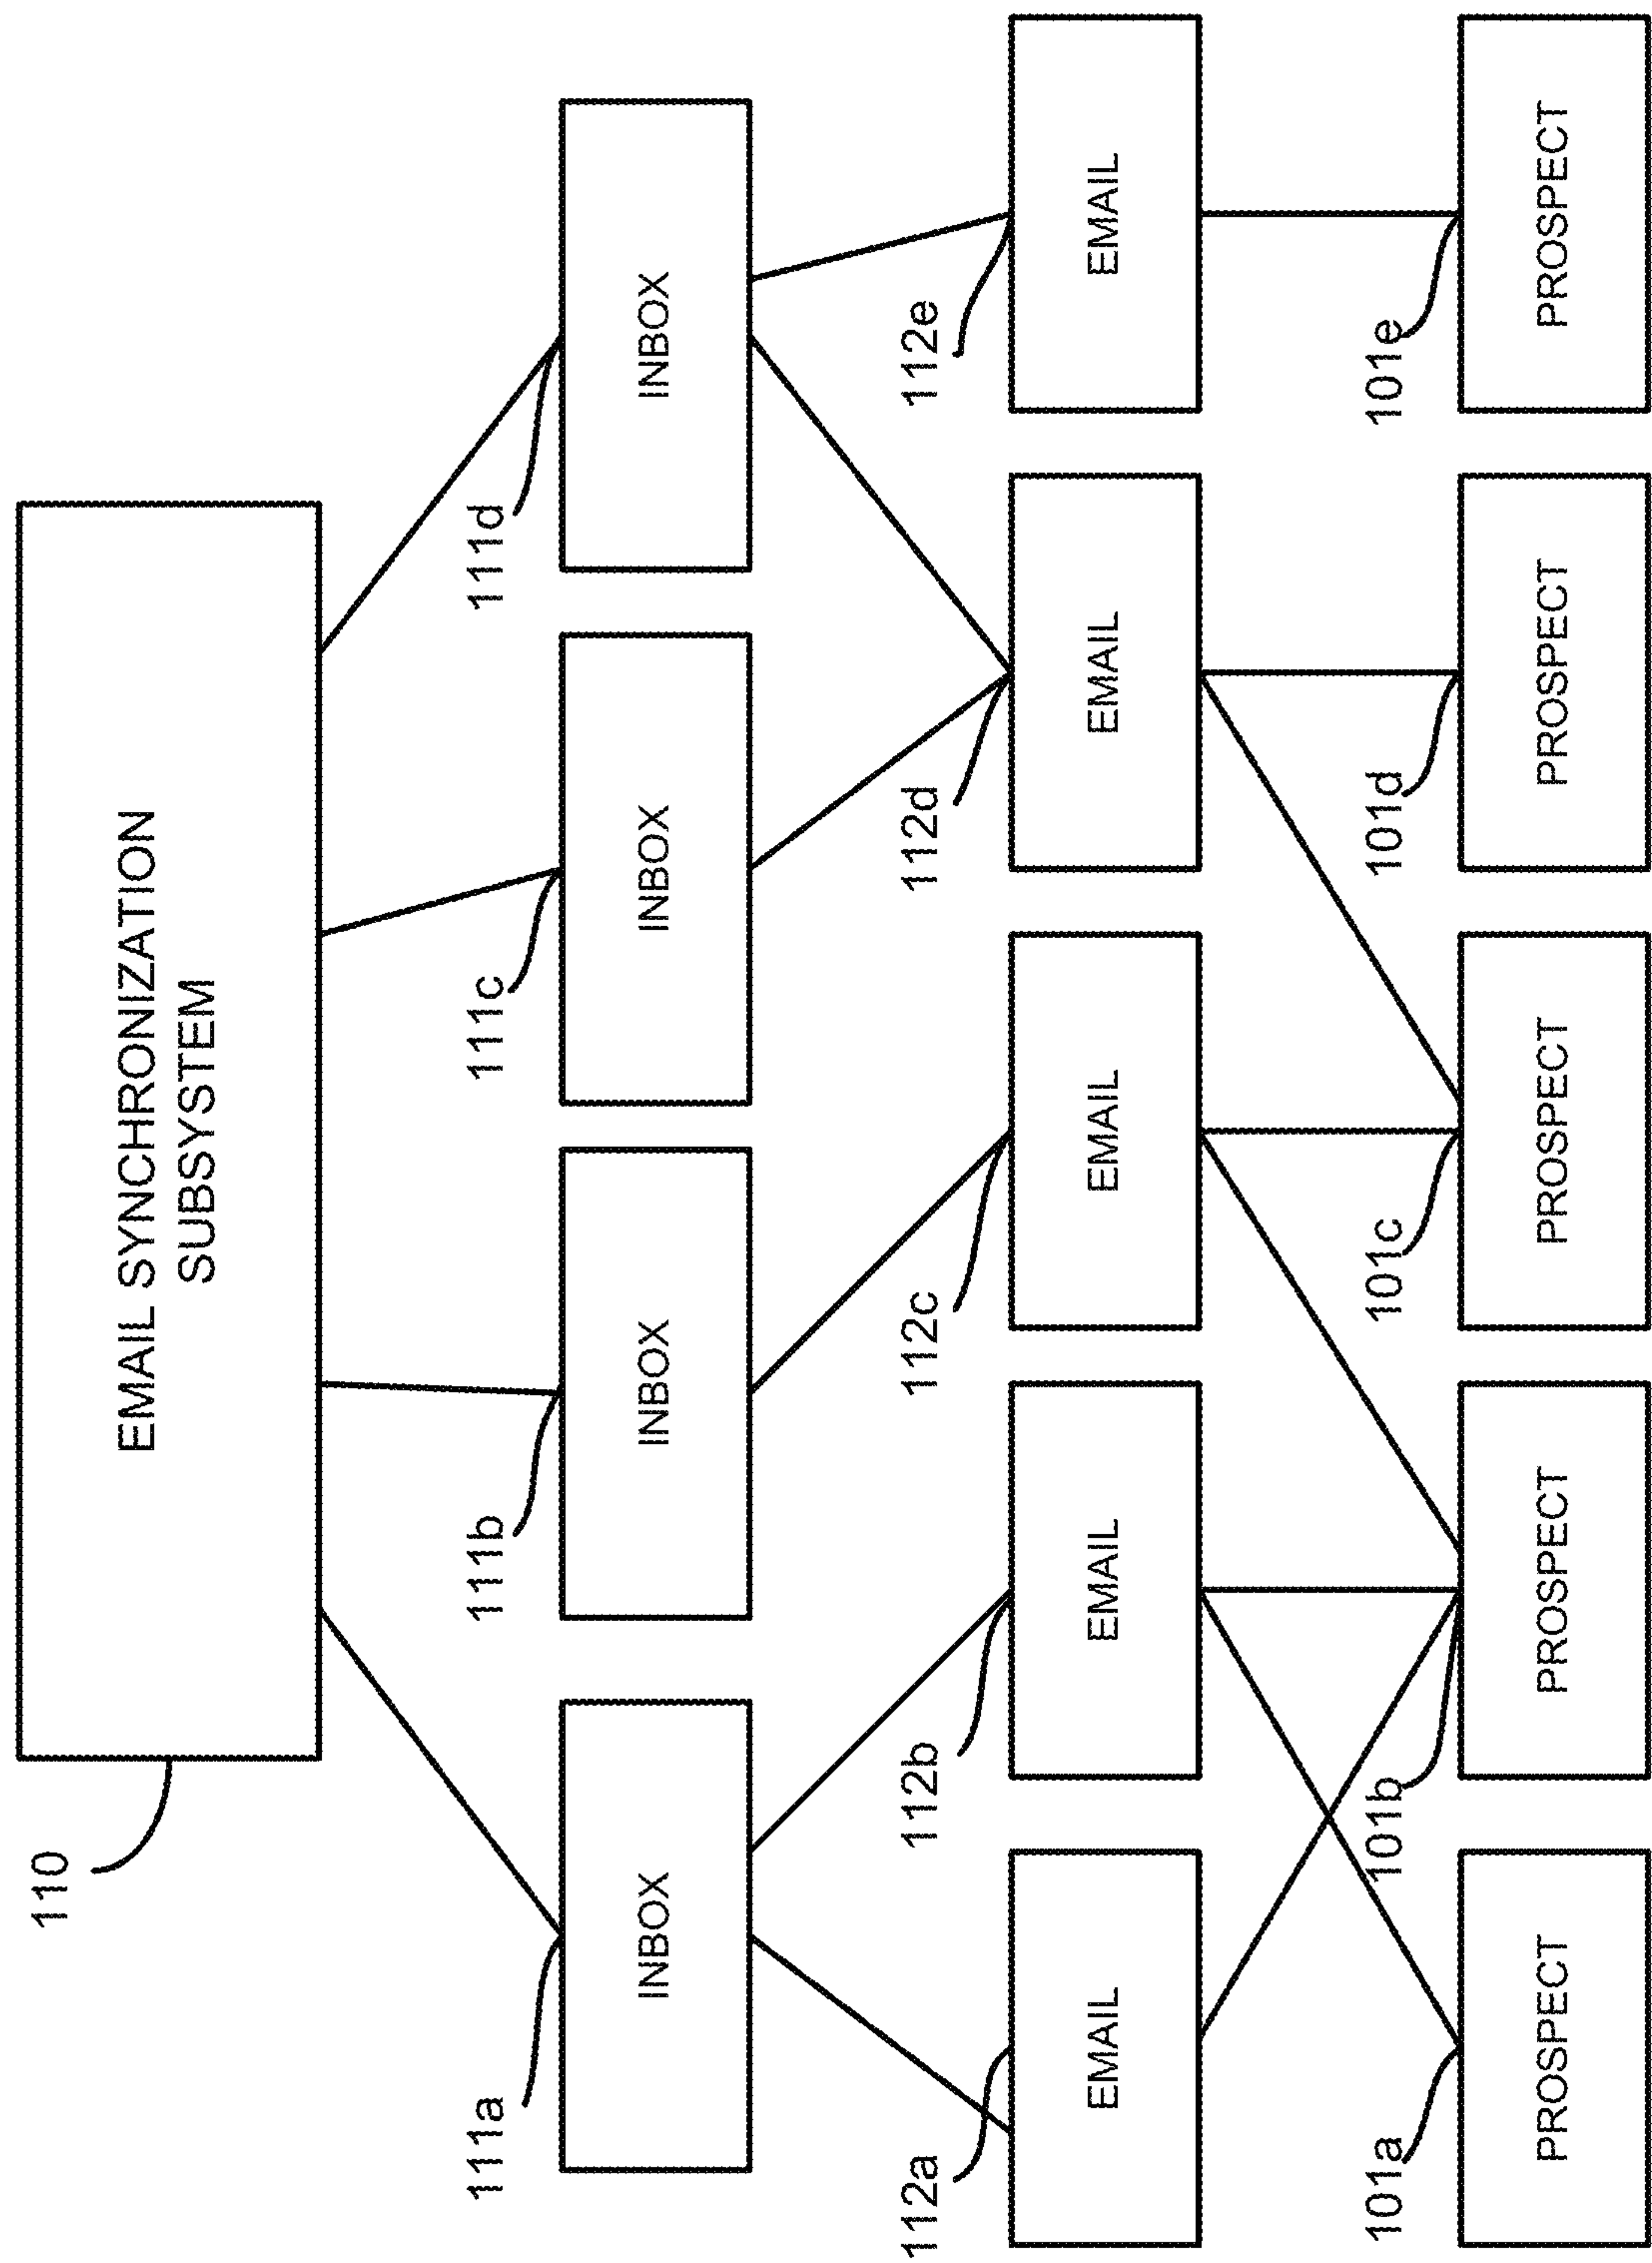 110
EMAIL SYNCHRONIZATION
SUBSYSTEM
111a
111b
111c
111d
INBOX
INBOX
INBOX
INBOX
112a
112b
112c
112d
112e
EMAIL
EMAIL
EMAIL
EMAIL
EMAIL
101a
101b
101c
101d
101e
PROSPECT
PROSPECT
PROSPECT
PROSPECT
PROSPECT